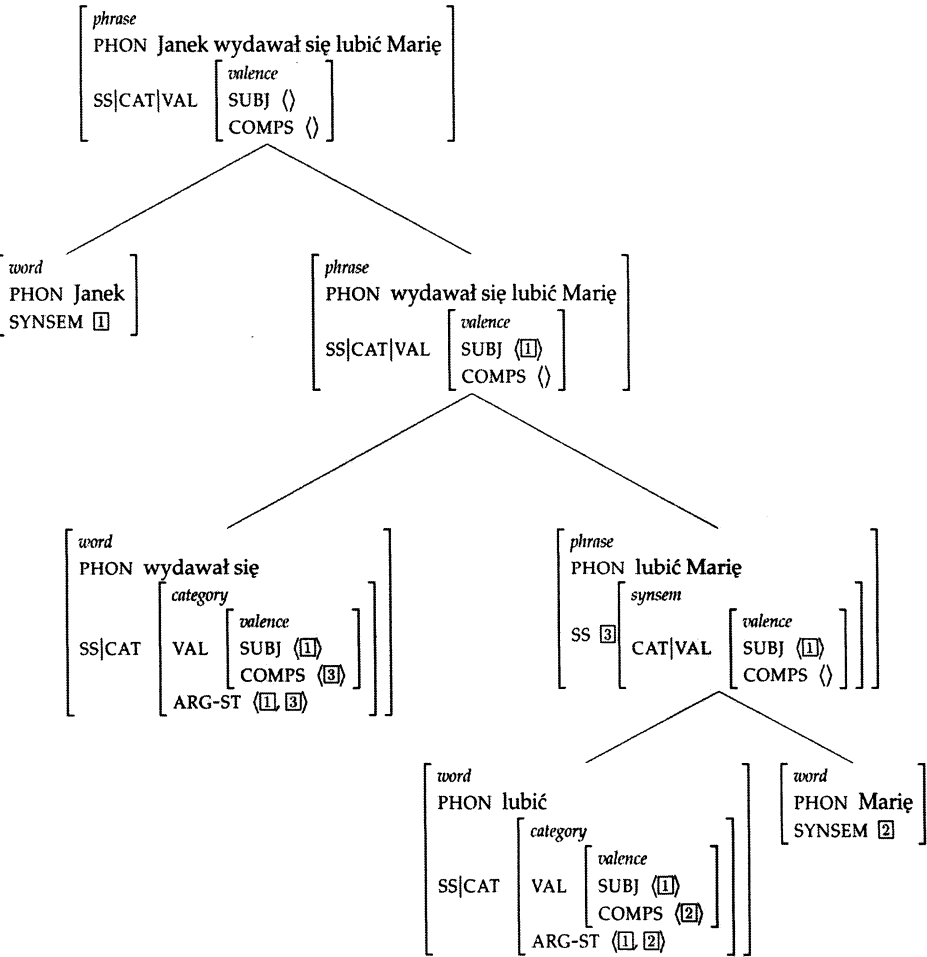 phrase
PHON Janek wydawał się lubić Marię
valence
SS|CAT|VAL SUBJ ⟨⟩
COMPS ⟨⟩
word
PHON Janek
SYNSEM 1
phrase
PHON wydawał się lubić Marię
valence
SS|CAT|VAL SUBJ ⟨1⟩
COMPS ⟨⟩
word
PHON wydawał się
category
valence
SS|CAT VAL SUBJ ⟨1⟩
COMPS ⟨3⟩
ARG-ST ⟨1, 3⟩
phrase
PHON lubić Marię
synsem
valence
SS 3 CAT|VAL SUBJ ⟨1⟩
COMPS ⟨⟩
word
PHON lubić
category
valence
SS|CAT VAL SUBJ ⟨1⟩
COMPS ⟨2⟩
ARG-ST ⟨1, 2⟩
word
PHON Marię
SYNSEM 2